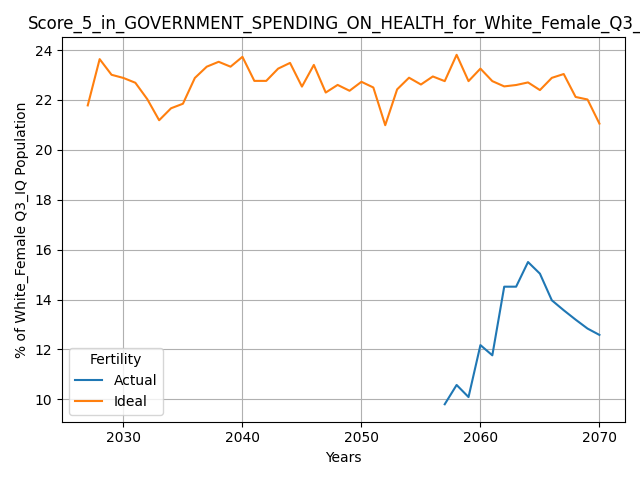 Score_5_in_GOVERNMENT_SPENDING_ON_HEALTH_for_White_Female_Q3_
% of White_Female Q3_IQ Population
24
22
20
18
16
14
12
10
Fertility
Actual
Ideal
2030 2040 2050 2060 2070
Years